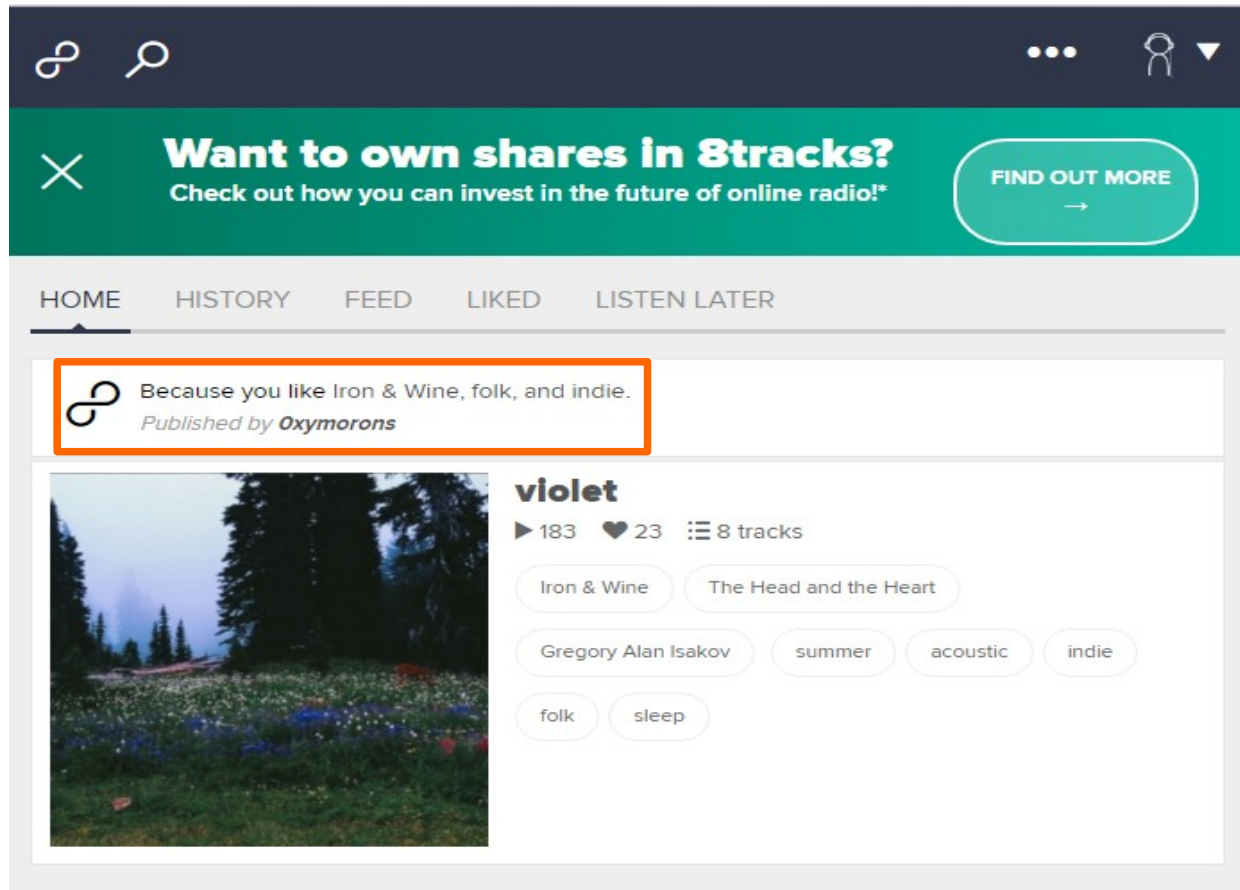 Want to own shares in 8tracks?
Check out how you can invest in the future of online radio!*
FIND OUT MORE
→
HOME HISTORY FEED LIKED LISTEN LATER
Because you like Iron & Wine, folk, and indie.
Published by 0xymorons
violet
183 23 8 tracks
Iron & Wine The Head and the Heart
Gregory Alan Isakov summer acoustic indie
folk sleep